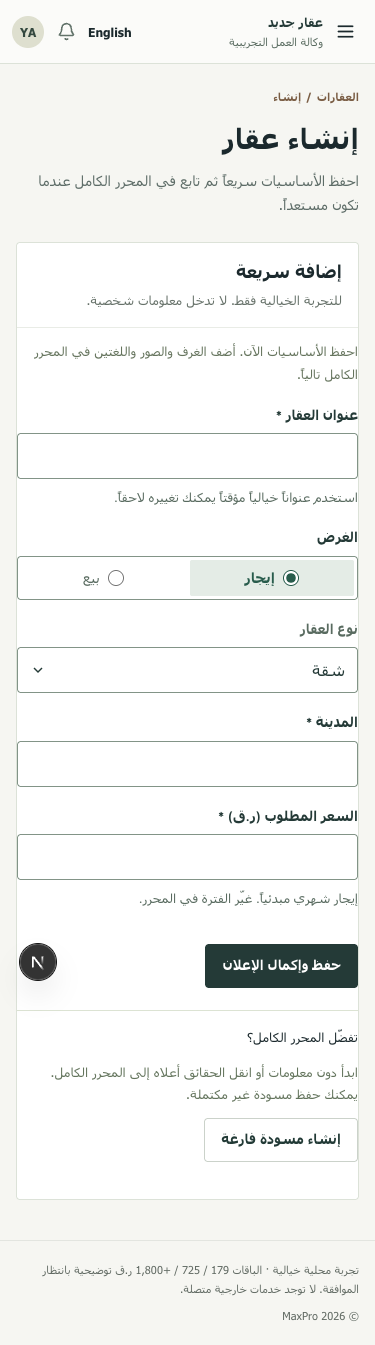 عقار جديد
وكالة العمل التجريبية
English
YA
العقارات / إنشاء
إنشاء عقار
احفظ الأساسيات سريعاً ثم تابع في المحرر الكامل عندما
تكون مستعداً.
إضافة سريعة
للتجربة الخيالية فقط. لا تدخل معلومات شخصية.
احفظ الأساسيات الآن. أضف الغرف والصور واللغتين في المحرر
الكامل تالياً.
عنوان العقار *
استخدم عنواناً خيالياً مؤقتاً يمكنك تغييره لاحقاً.
الغرض
إيجار
بيع
نوع العقار
شقة
المدينة *
السعر المطلوب (ر.ق) *
إيجار شهري مبدئياً. غيّر الفترة في المحرر.
حفظ وإكمال الإعلان
N
تفضّل المحرر الكامل؟
ابدأ دون معلومات أو انقل الحقائق أعلاه إلى المحرر الكامل.
يمكنك حفظ مسودة غير مكتملة.
إنشاء مسودة فارغة
تجربة محلية خيالية · الباقات 179 / 725 / +1,800 ر.ق توضيحية بانتظار
الموافقة. لا توجد خدمات خارجية متصلة.
© 2026 MaxPro